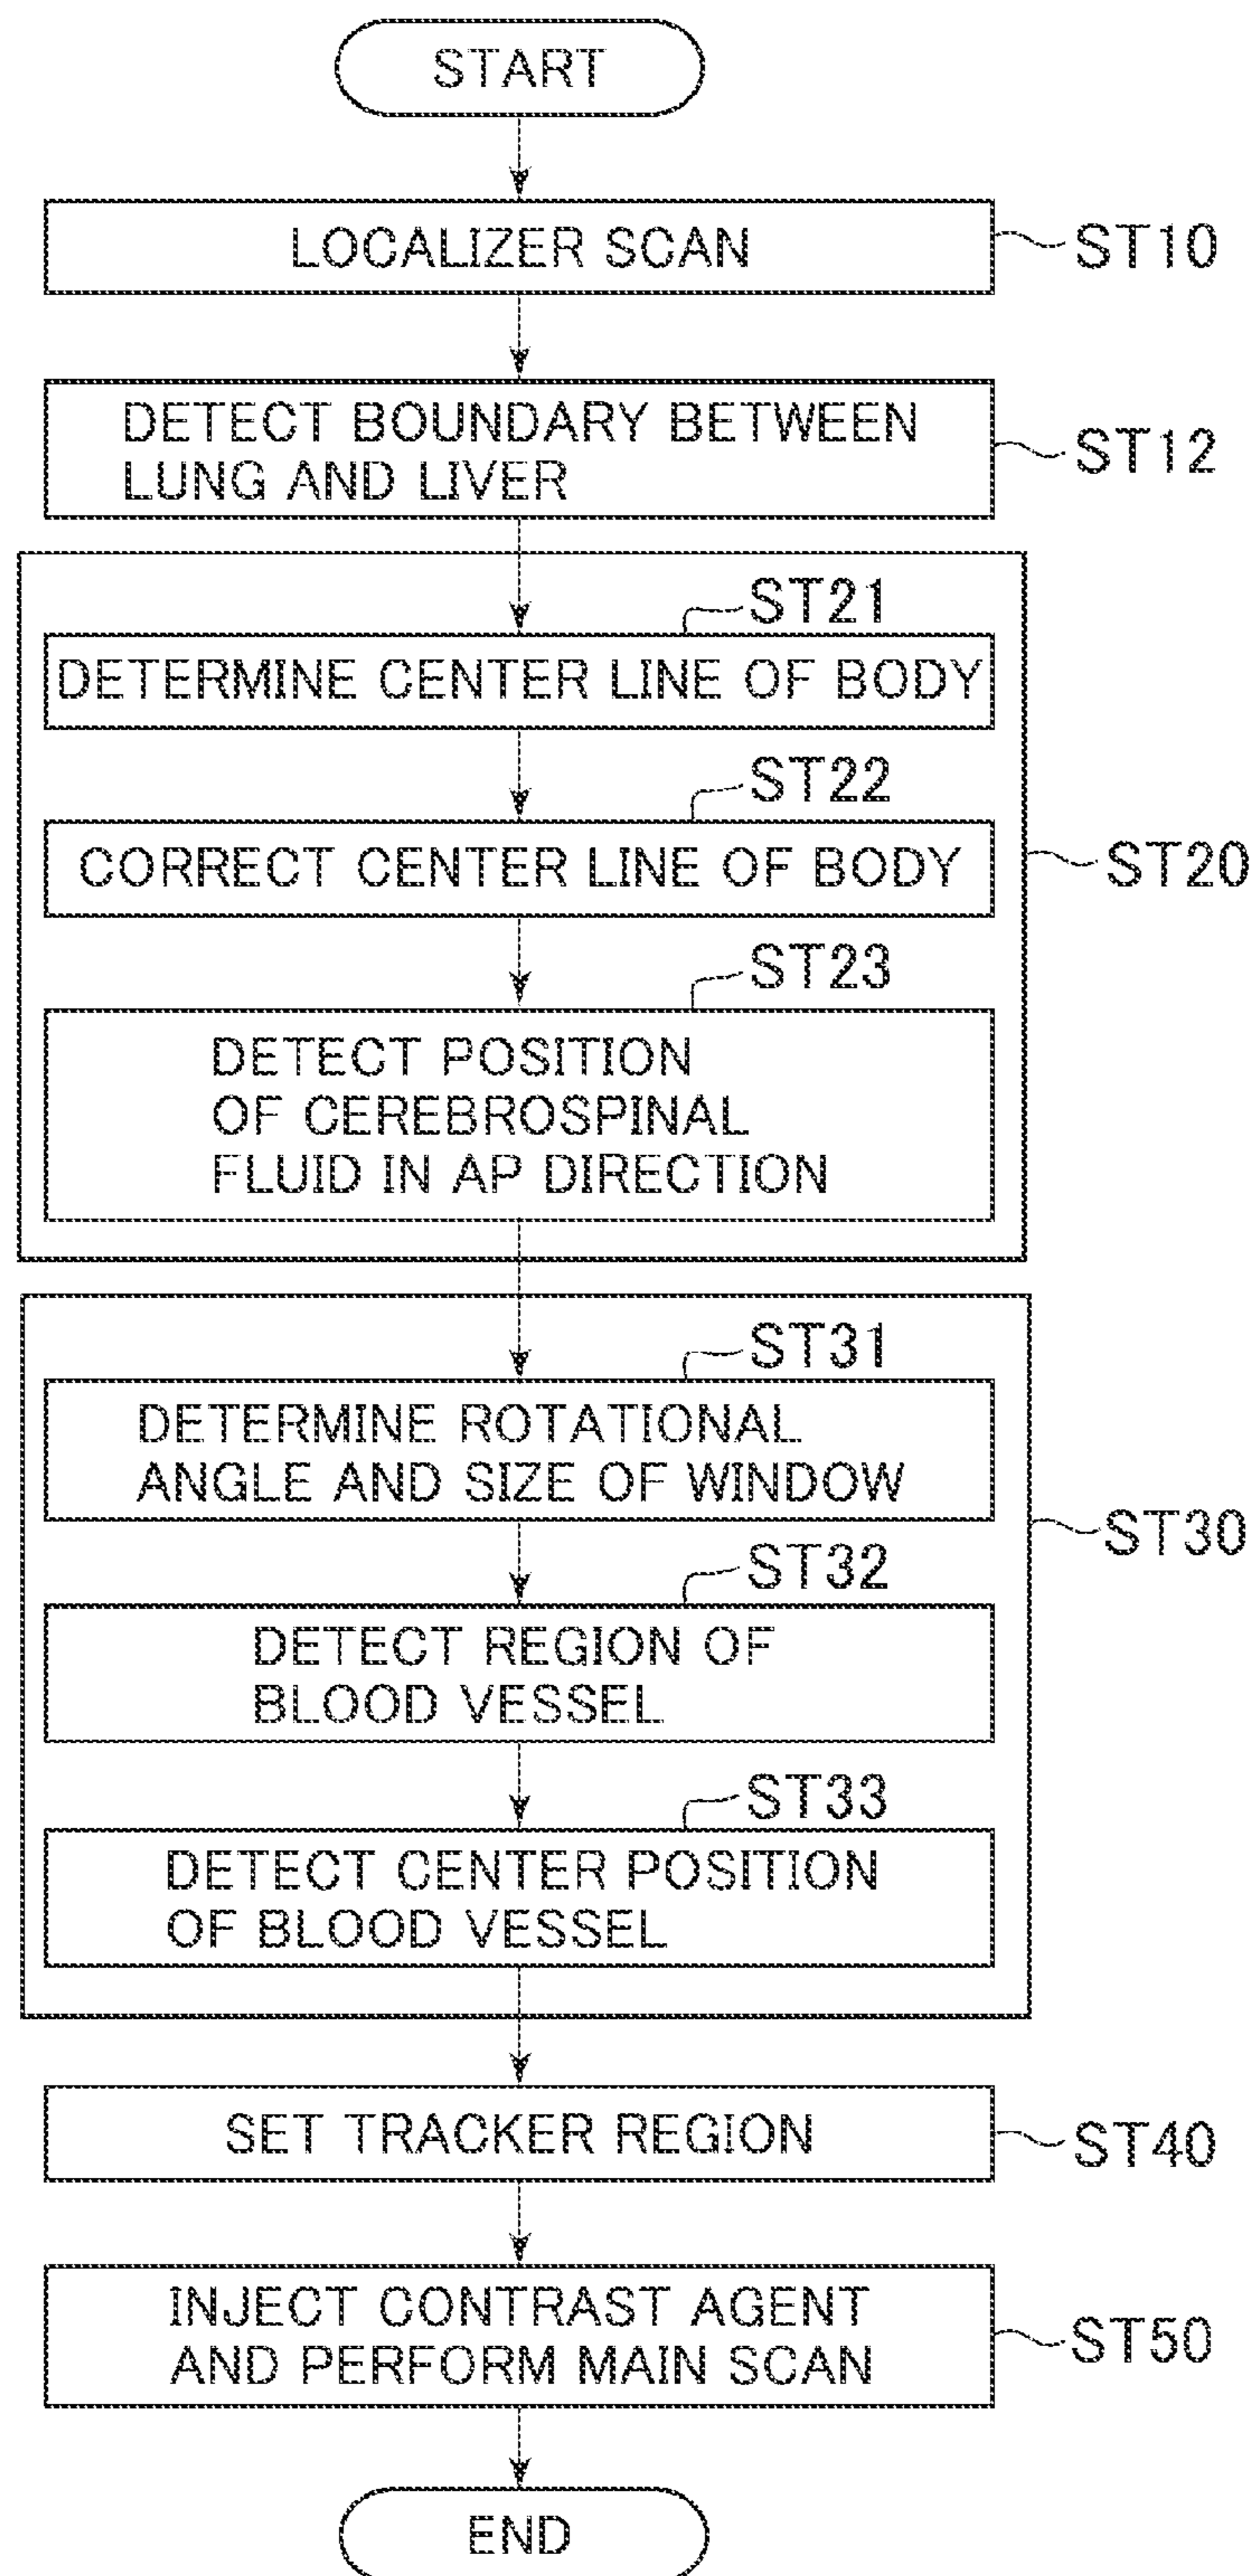 START
LOCALIZER SCAN
ST10
DETECT BOUNDARY BETWEEN
LUNG AND LIVER
ST12
ST21
DETERMINE CENTER LINE OF BODY
ST22
CORRECT CENTER LINE OF BODY
ST20
ST23
DETECT POSITION
OF CEREBROSPINAL
FLUID IN AP DIRECTION
ST31
DETERMINE ROTATIONAL
ANGLE AND SIZE OF WINDOW
ST30
ST32
DETECT REGION OF
BLOOD VESSEL
ST33
DETECT CENTER POSITION
OF BLOOD VESSEL
SET TRACKER REGION
ST40
INJECT CONTRAST AGENT
AND PERFORM MAIN SCAN
ST50
END